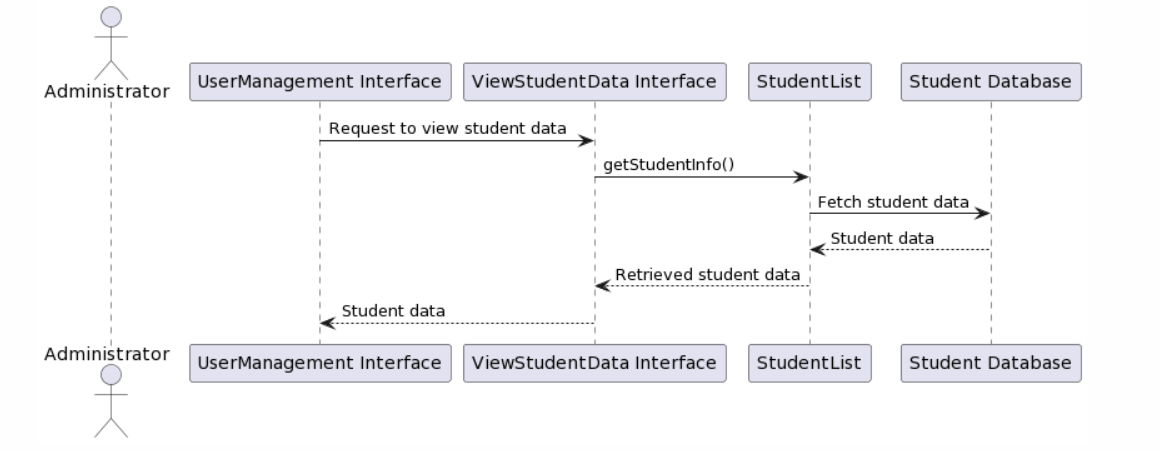 Administrator
UserManagement Interface
ViewStudentData Interface
StudentList
Student Database
Request to view student data
getStudentInfo()
Fetch student data
Student data
Retrieved student data
Student data
Administrator
UserManagement Interface
ViewStudentData Interface
StudentList
Student Database